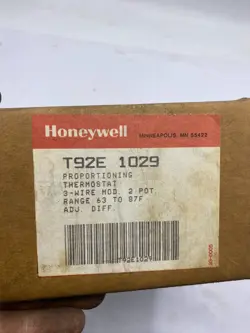 Honeywell
MINNEAPOLIS, MN 55422
T92E 1029
PROPORTIONING
THERMOSTAT
3-WIRE MOD. 2 POT.
RANGE 63 TO 87F
ADJ. DIFF.
T92E1029